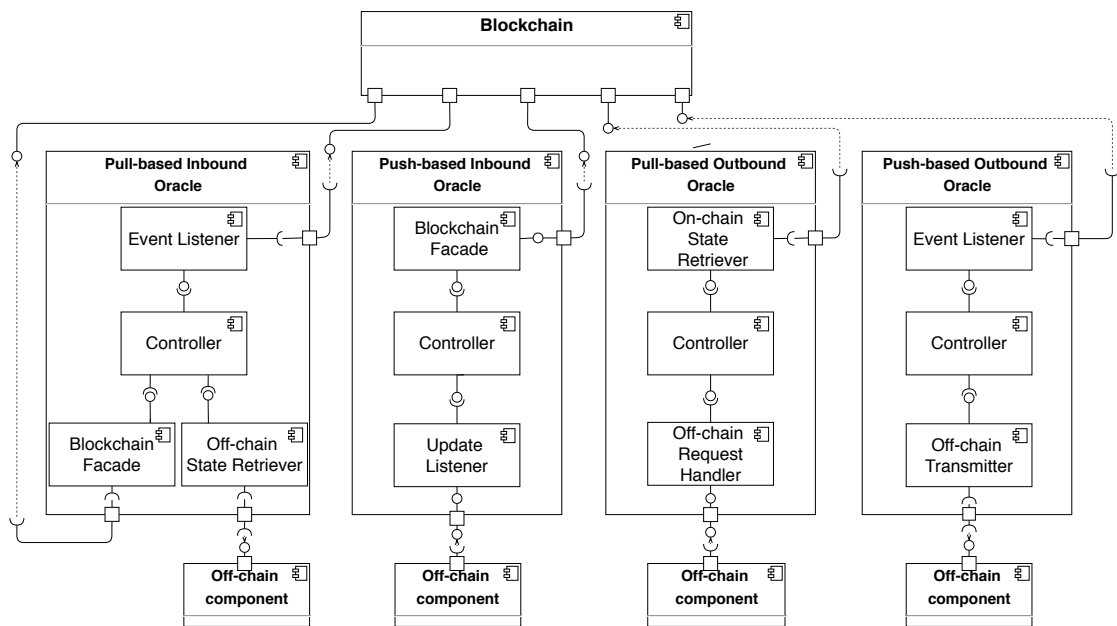 Blockchain
Pull-based Inbound
Oracle
Event Listener
Controller
Blockchain
Facade
Off-chain
State Retriever
Off-chain
component
Push-based Inbound
Oracle
Blockchain
Facade
Controller
Update
Listener
Off-chain
component
Pull-based Outbound
Oracle
On-chain
State
Retriever
Controller
Off-chain
Request
Handler
Off-chain
component
Push-based Outbound
Oracle
Event Listener
Controller
Off-chain
Transmitter
Off-chain
component